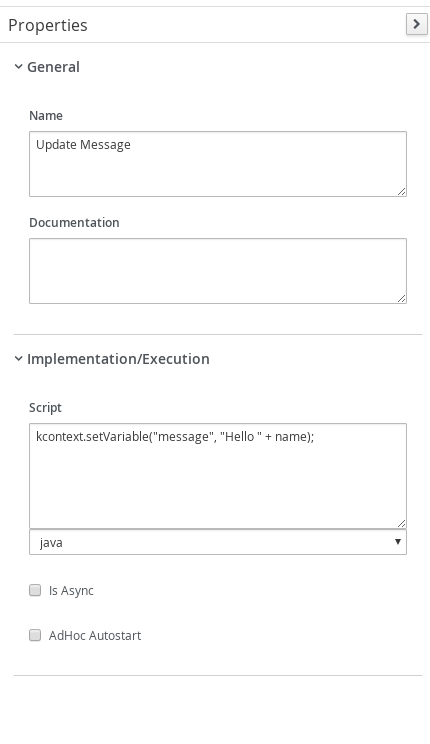 Properties
General
Name
Update Message
Documentation
Implementation/Execution
Script
kcontext.setVariable("message", "Hello " + name);
java
Is Async
AdHoc Autostart